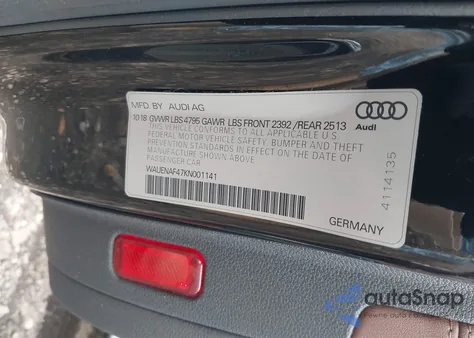 MFD. BY AUDI AG
10.18 GVWR LBS 4795 GAWR LBS FRONT 2392 / REAR 2513
THIS VEHICLE CONFORMS TO ALL APPLICABLE U.S.
FEDERAL MOTOR VEHICLE SAFETY, BUMPER AND THEFT
PREVENTION STANDARDS IN EFFECT ON THE DATE OF
MANUFACTURE SHOWN ABOVE
PASSENGER CAR
WAUENAF47KN001141
Audi
4114135
GERMANY
autoSnap